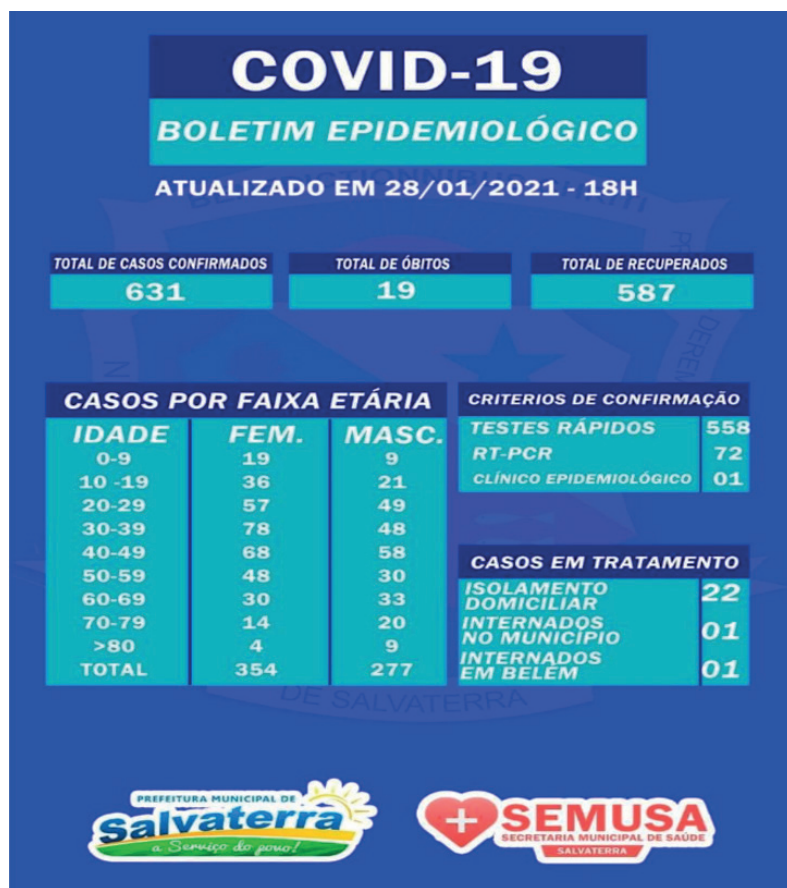 COVID-19
BOLETIM EPIDEMIOLÓGICO
ATUALIZADO EM 28/01/2021 - 18H
TOTAL DE CASOS CONFIRMADOS
631
TOTAL DE ÓBITOS
19
TOTAL DE RECUPERADOS
587
CASOS POR FAIXA ETÁRIA
IDADE FEM. MASC.
0-9 19 9
10 -19 36 21
20-29 57 49
30-39 78 48
40-49 68 58
50-59 48 30
60-69 30 33
70-79 14 20
>80 4 9
TOTAL 354 277
CRITERIOS DE CONFIRMAÇÃO
TESTES RÁPIDOS 558
RT-PCR 72
CLÍNICO EPIDEMIOLÓGICO 01
CASOS EM TRATAMENTO
ISOLAMENTO
DOMICILIAR 22
INTERNADOS
NO MUNICÍPIO 01
INTERNADOS
EM BELÉM 01
DE SALVATERRA
PREFEITURA MUNICIPAL DE
Salvaterra
a Serviço do povo!
SEMUSA
SECRETARIA MUNICIPAL DE SAÚDE
SALVATERRA